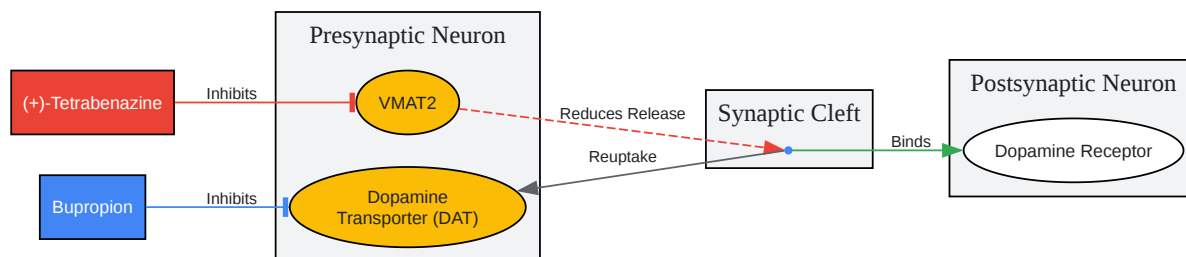 Presynaptic Neuron
(+)-Tetrabenazine
Inhibits
VMAT2
Reduces Release
Synaptic Cleft
Postsynaptic Neuron
Reuptake
Binds
Dopamine Receptor
Bupropion
Inhibits
Dopamine
Transporter (DAT)